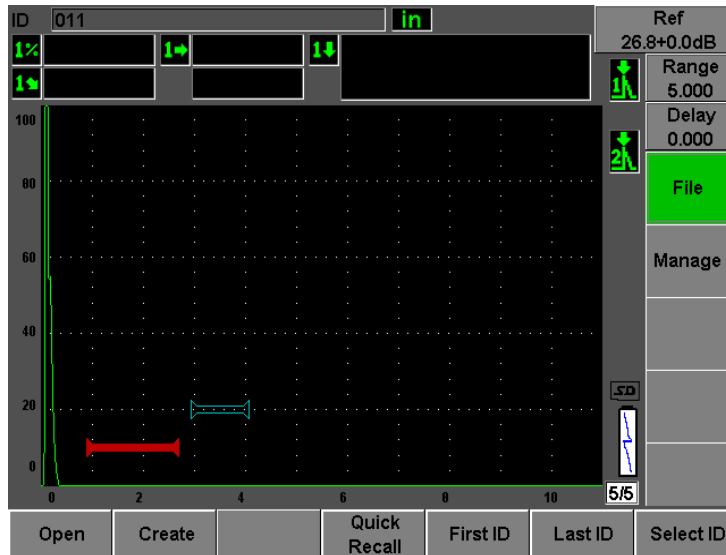 ID 011 in Ref
26.8+0.0dB
1% 1 1
1
1 Range
5.000
Delay
0.000
2
File
Manage
100
80
60
40
20
0
0 2 4 6 8 10
SD
5/5
Open Create Quick Recall First ID Last ID Select ID